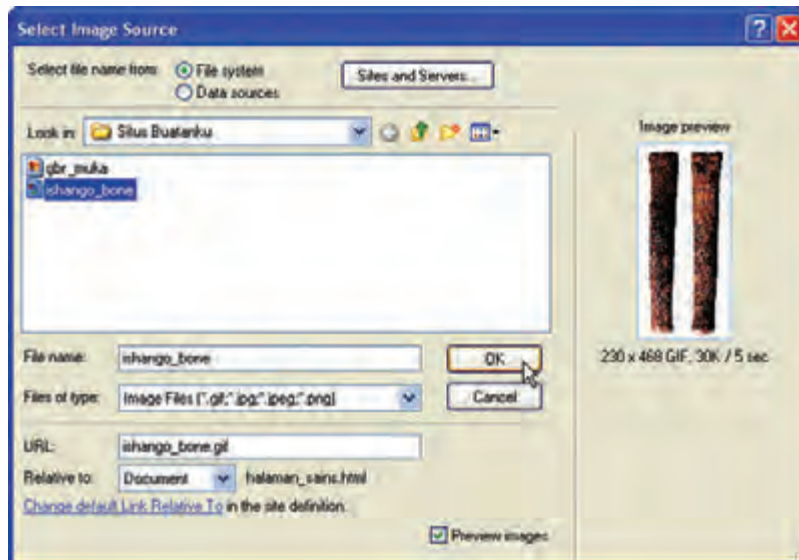 Select Image Source
Select file name from: File system
Data sources
Sites and Servers...
Look in: Situs Buatanku
gbr_muka
ishango_bone
Image preview
230 x 468 GIF, 30K / 5 sec
File name: ishango_bone
OK
Files of type: Image Files (*.gif;*.jpg;*.jpeg;*.png)
Cancel
URL: ishango_bone.gif
Relative to: Document halaman_sains.html
Change default Link Relative To in the site definition.
Preview images